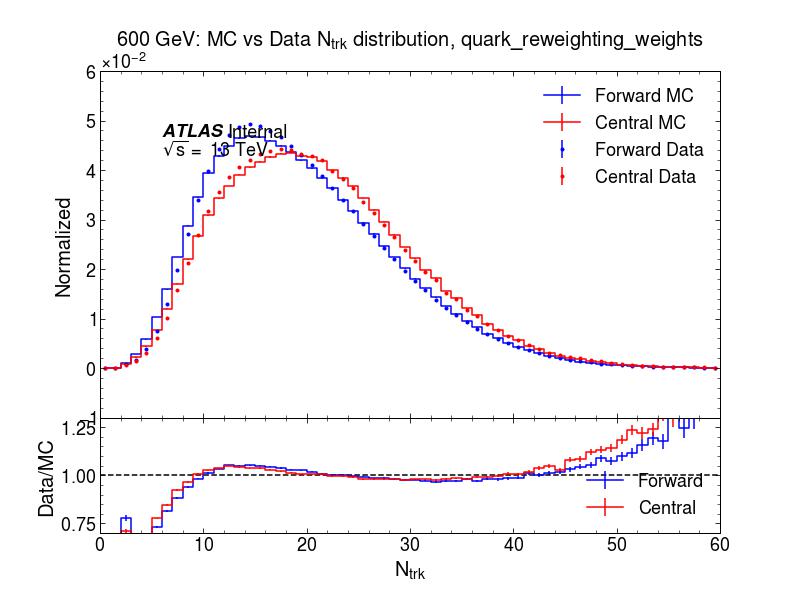 600 GeV: MC vs Data Ntrk distribution, quark_reweighting_weights
×10−2
6
5
4
3
2
1
0
−1
Normalized
ATLAS Internal
√s = 13 TeV
Forward MC
Central MC
Forward Data
Central Data
1.25
1.00
0.75
Data/MC
Forward
Central
0 10 20 30 40 50 60
Ntrk